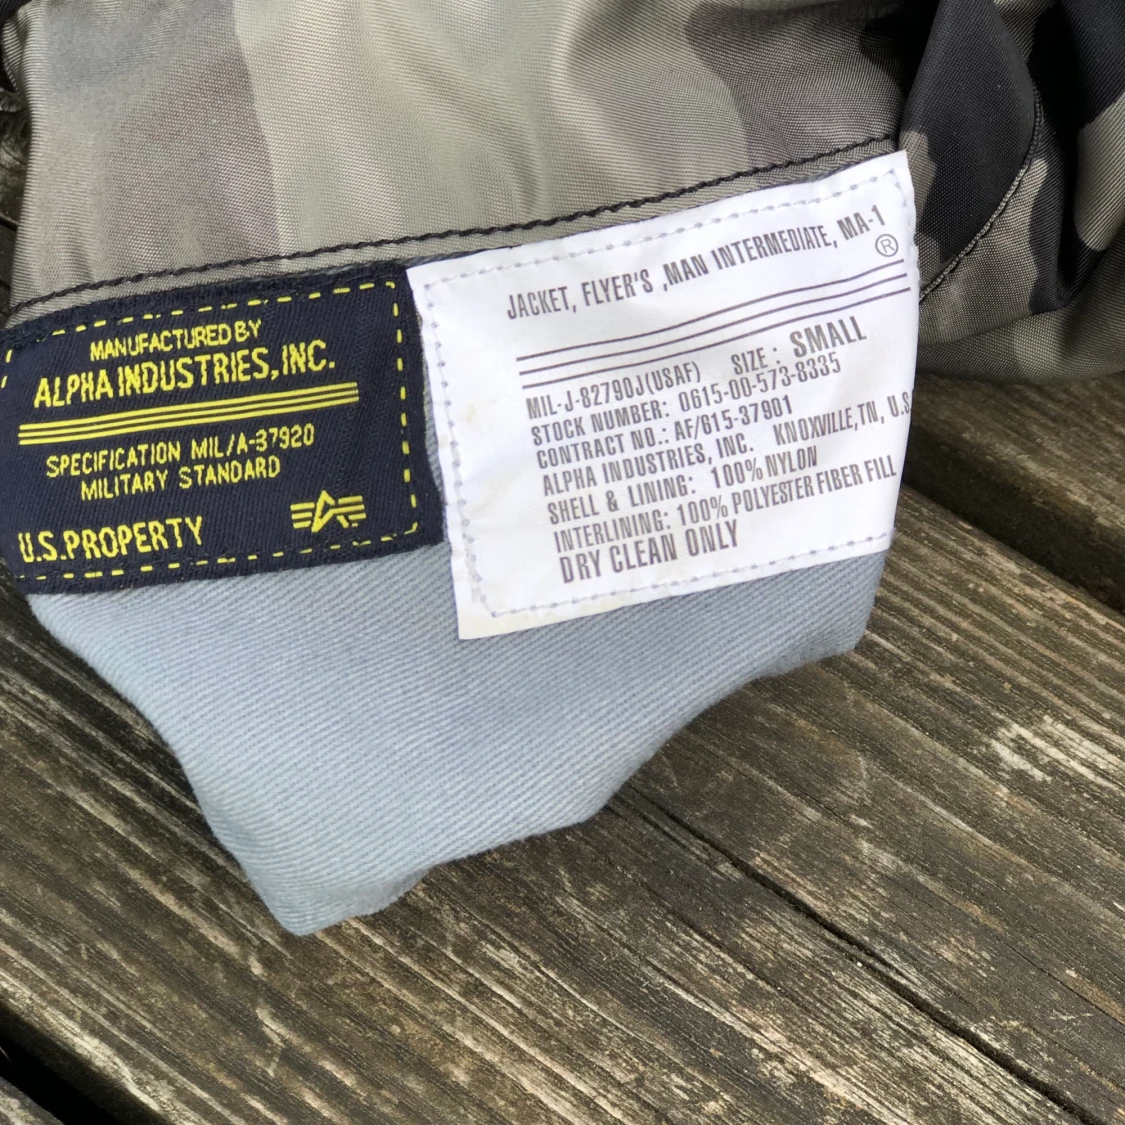 MANUFACTURED BY
ALPHA INDUSTRIES, INC.
SPECIFICATION MIL/A-37920
MILITARY STANDARD
U.S. PROPERTY
JACKET, FLYER'S ,MAN INTERMEDIATE, MA-1
®
SIZE : SMALL
MIL-J-82790J(USAF)
STOCK NUMBER: 0615-00-573-8335
CONTRACT NO.: AF/615-37901
ALPHA INDUSTRIES, INC. KNOXVILLE,TN, U.S
SHELL & LINING: 100% NYLON
INTERLINING: 100% POLYESTER FIBER FILL
DRY CLEAN ONLY